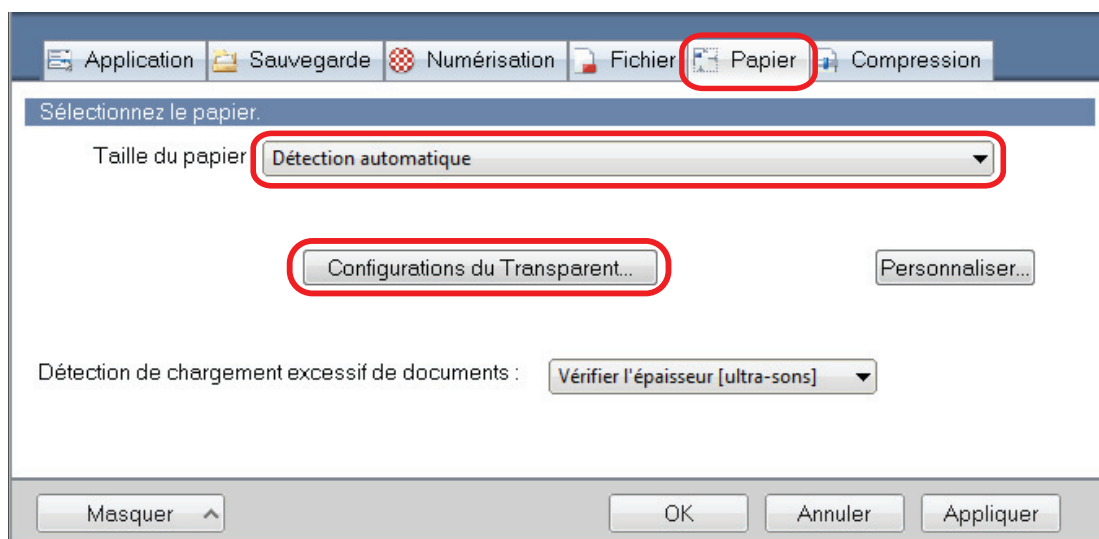 Application Sauvegarde Numérisation Fichier Papier Compression
Sélectionnez le papier.
Taille du papier Détection automatique
Configurations du Transparent... Personnaliser...
Détection de chargement excessif de documents : Vérifier l'épaisseur [ultra-sons]
Masquer OK Annuler Appliquer